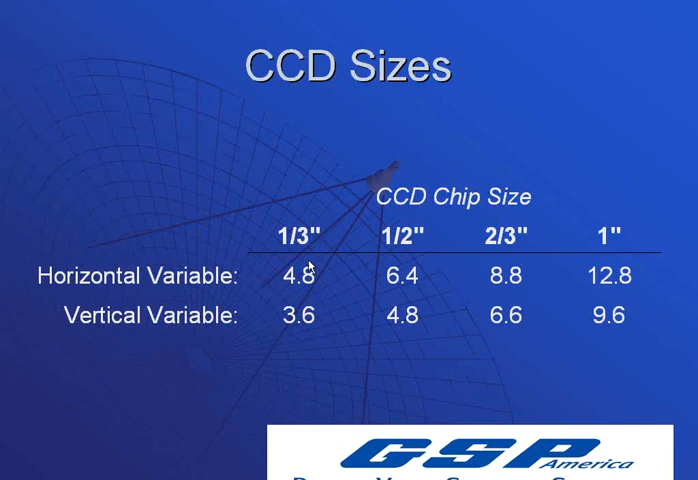 CCD Sizes
CCD Chip Size
1/3" 1/2" 2/3" 1"
Horizontal Variable: 4.8 6.4 8.8 12.8
Vertical Variable: 3.6 4.8 6.6 9.6
GSP America